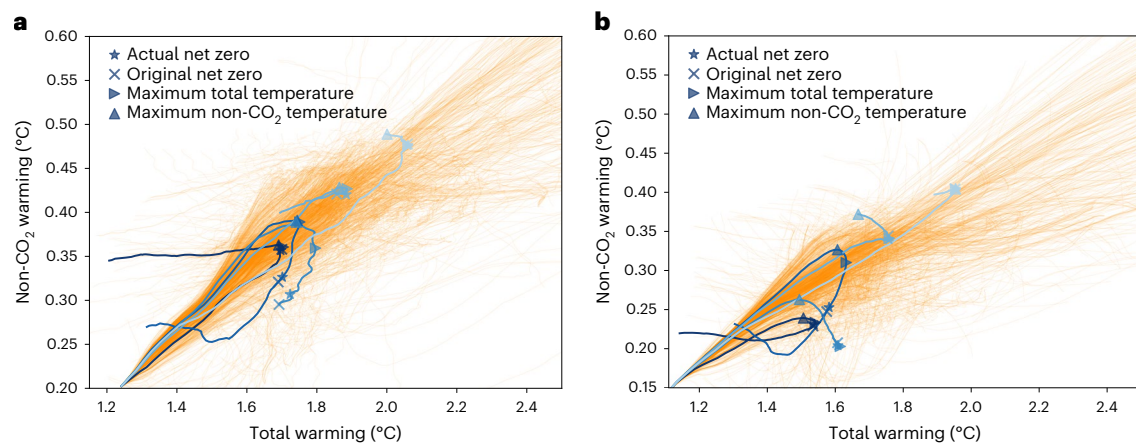 a
0.60
0.55
0.50
0.45
0.40
0.35
0.30
0.25
0.20
Non-CO₂ warming (°C)
Actual net zero
Original net zero
Maximum total temperature
Maximum non-CO₂ temperature
1.2 1.4 1.6 1.8 2.0 2.2 2.4
Total warming (°C)
b
0.60
0.55
0.50
0.45
0.40
0.35
0.30
0.25
0.20
0.15
Non-CO₂ warming (°C)
Actual net zero
Original net zero
Maximum total temperature
Maximum non-CO₂ temperature
1.2 1.4 1.6 1.8 2.0 2.2 2.4
Total warming (°C)